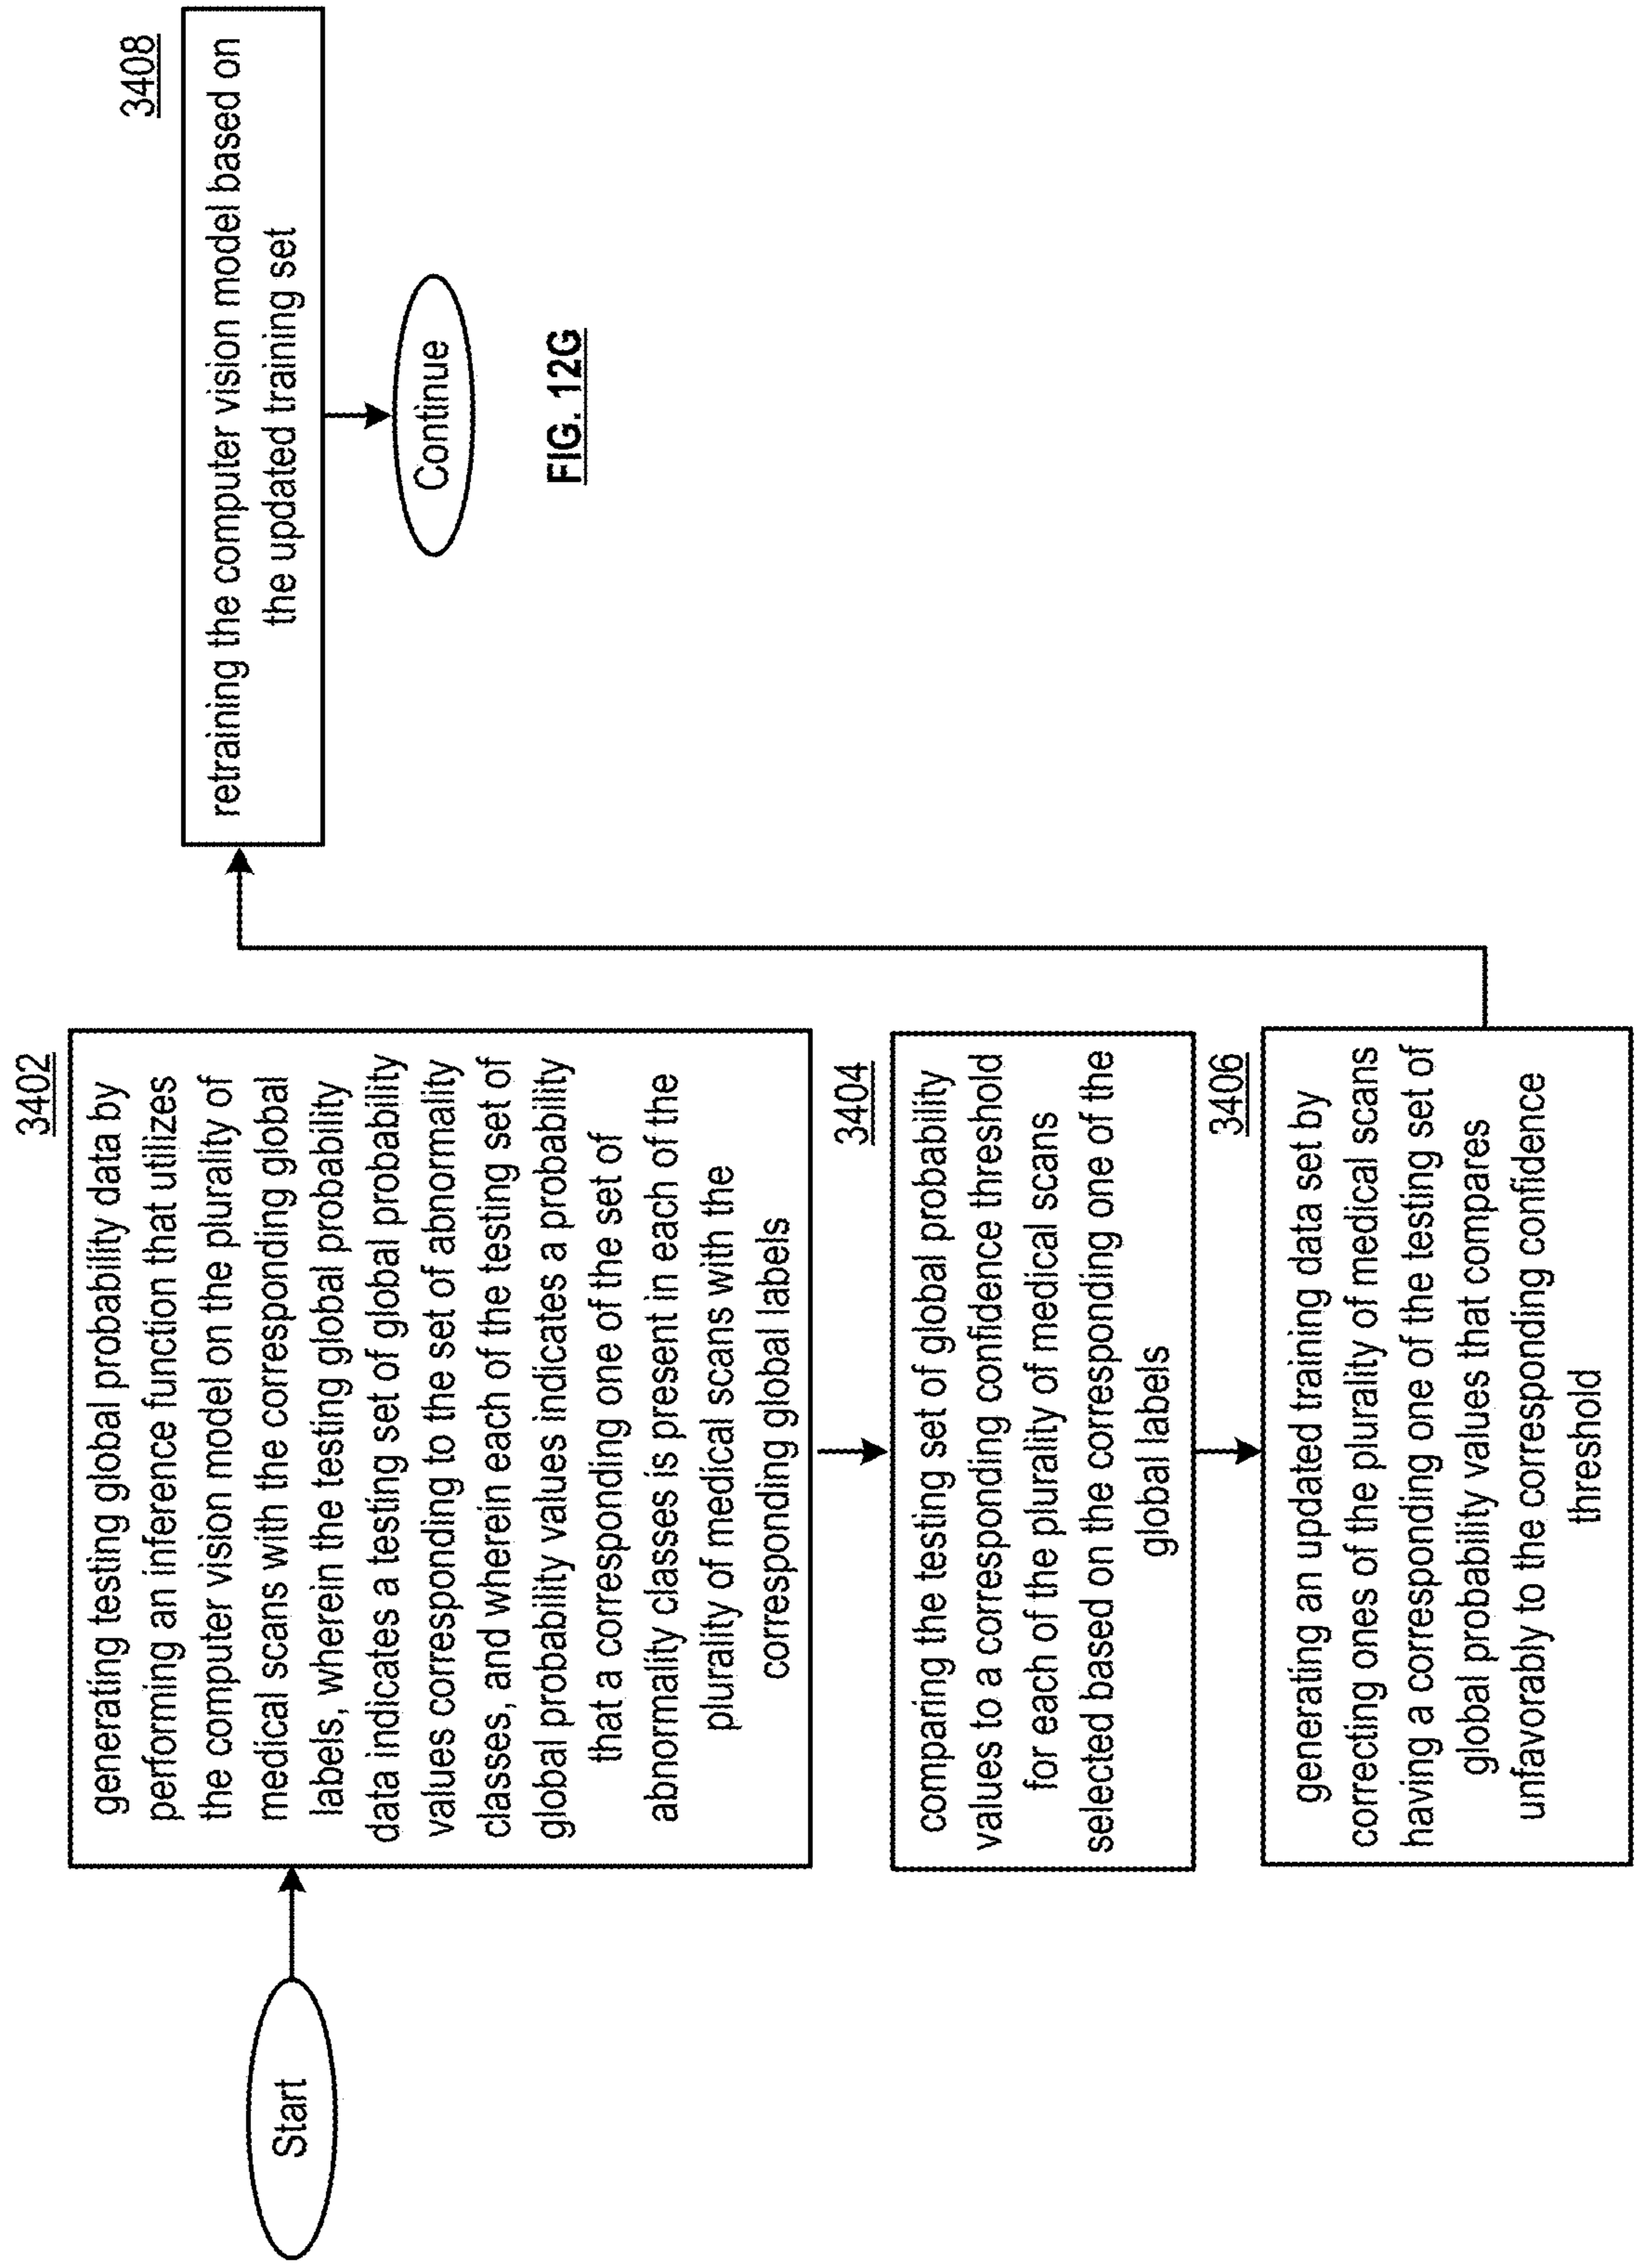 Start
3402
generating testing global probability data by
performing an inference function that utilizes
the computer vision model on the plurality of
medical scans with the corresponding global
labels, wherein the testing global probability
data indicates a testing set of global probability
values corresponding to the set of abnormality
classes, and wherein each of the testing set of
global probability values indicates a probability
that a corresponding one of the set of
abnormality classes is present in each of the
plurality of medical scans with the
corresponding global labels
3404
comparing the testing set of global probability
values to a corresponding confidence threshold
for each of the plurality of medical scans
selected based on the corresponding one of the
global labels
3406
generating an updated training data set by
correcting ones of the plurality of medical scans
having a corresponding one of the testing set of
global probability values that compares
unfavorably to the corresponding confidence
threshold
3408
retraining the computer vision model based on
the updated training set
Continue
FIG. 12G